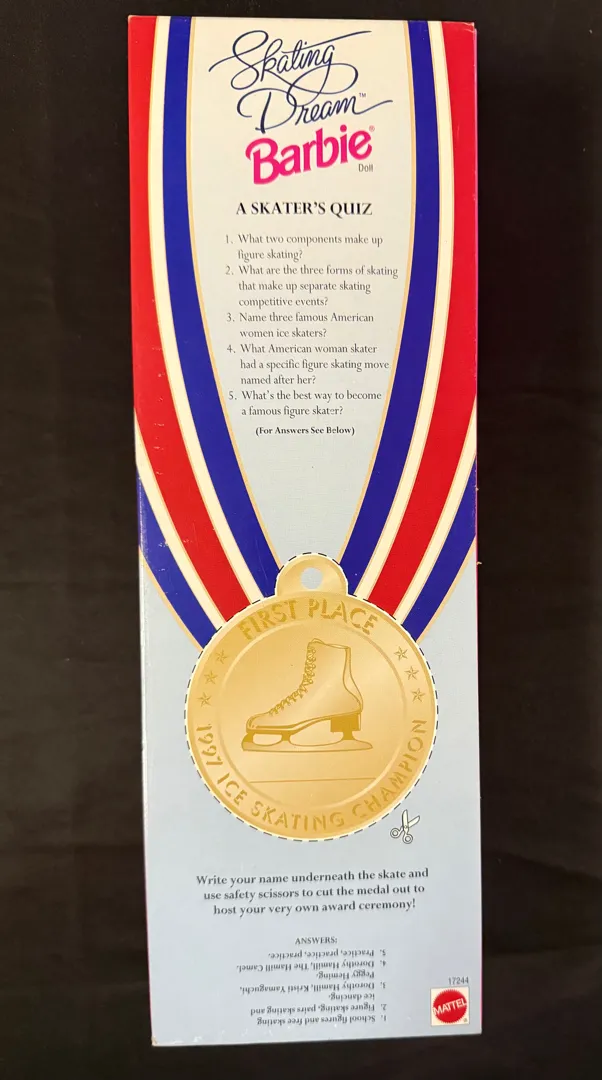 Skating
Dream™
Barbie®
Doll
A SKATER'S QUIZ
1. What two components make up
figure skating?
2. What are the three forms of skating
that make up separate skating
competitive events?
3. Name three famous American
women ice skaters?
4. What American woman skater
had a specific figure skating move
named after her?
5. What's the best way to become
a famous figure skater?
(For Answers See Below)
FIRST PLACE
1997 ICE SKATING CHAMPION
Write your name underneath the skate and
use safety scissors to cut the medal out to
host your very own award ceremony!
ANSWERS:
1. School figures and free skating
2. Figure skating, pairs skating and
ice dancing.
3. Dorothy Hamill, Kristi Yamaguchi,
Peggy Fleming.
4. Dorothy Hamill, The Hamill Camel.
5. Practice, practice, practice.
17244
MATTEL
®